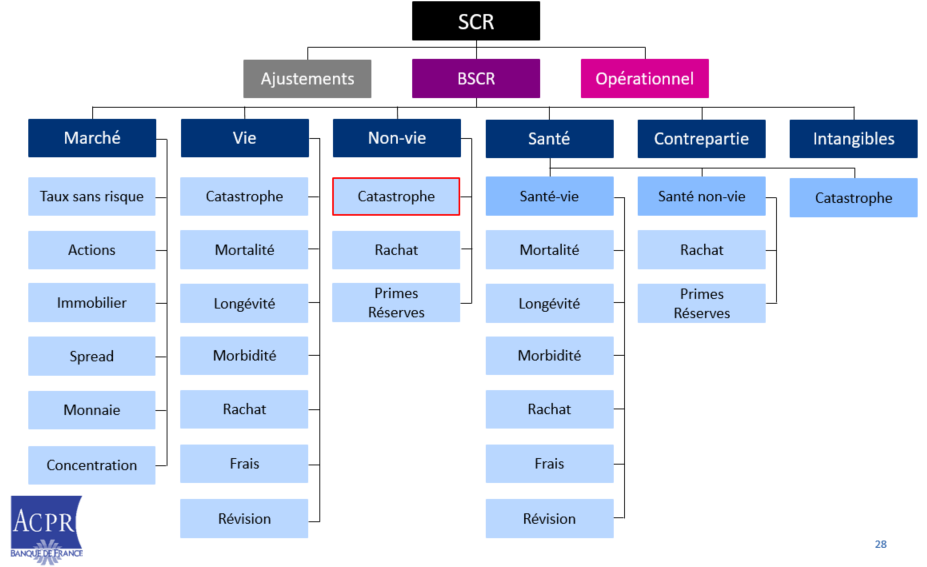 SCR
Ajustements
BSCR
Opérationnel
Marché
Vie
Non-vie
Santé
Contrepartie
Intangibles
Taux sans risque
Catastrophe
Catastrophe
Santé-vie
Santé non-vie
Catastrophe
Actions
Mortalité
Rachat
Mortalité
Rachat
Immobilier
Longévité
Primes
Réserves
Longévité
Primes
Réserves
Spread
Morbidité
Morbidité
Monnaie
Rachat
Rachat
Concentration
Frais
Frais
Révision
Révision
ACPR
BANQUE DE FRANCE
28